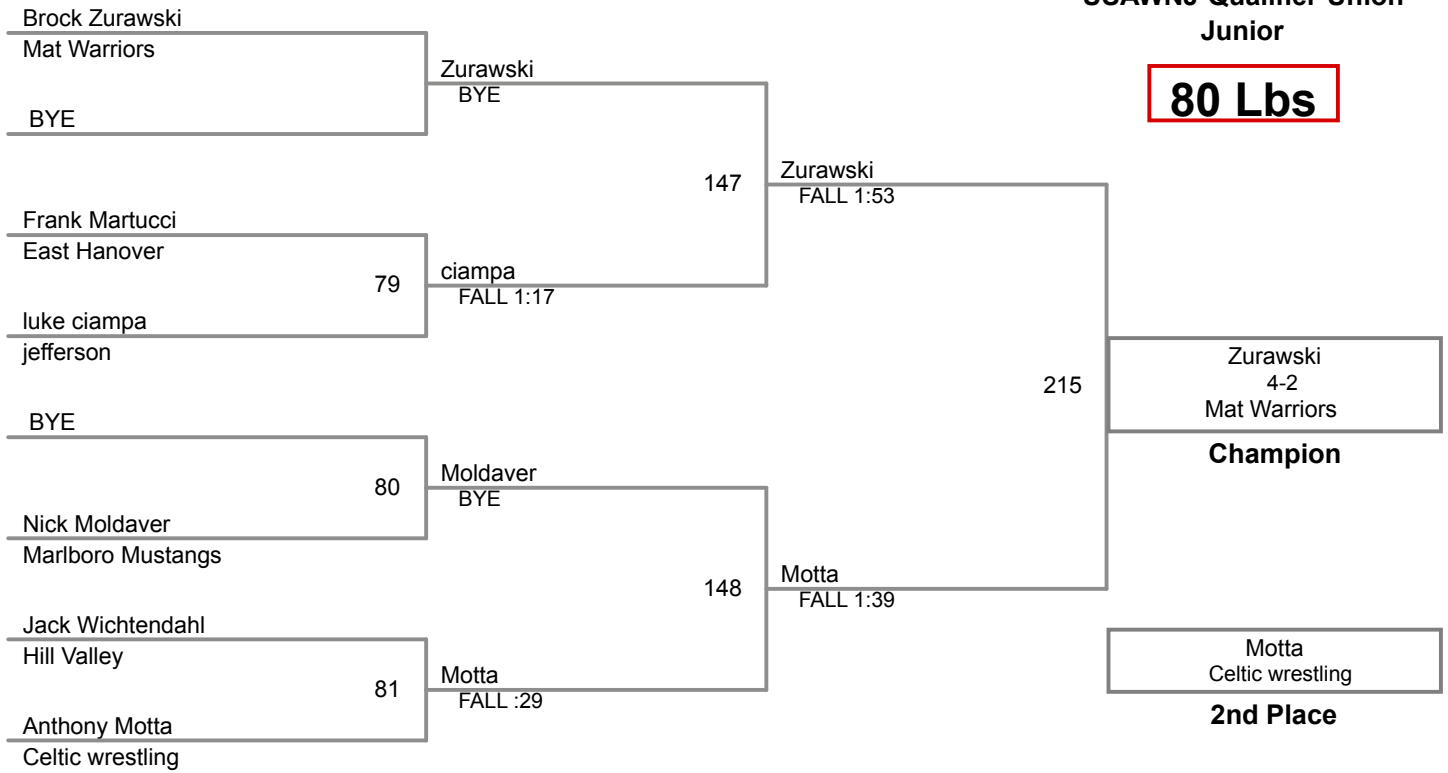 Junior
80 Lbs
Brock Zurawski
Mat Warriors
BYE
Zurawski
BYE
Frank Martucci
East Hanover
79
luke ciampa
jefferson
ciampa
FALL 1:17
147
Zurawski
FALL 1:53
BYE
80
Nick Moldaver
Marlboro Mustangs
Moldaver
BYE
Jack Wichtendahl
Hill Valley
81
Anthony Motta
Celtic wrestling
Motta
FALL :29
148
Motta
FALL 1:39
215
Zurawski
4-2
Mat Warriors
Champion
Motta
Celtic wrestling
2nd Place